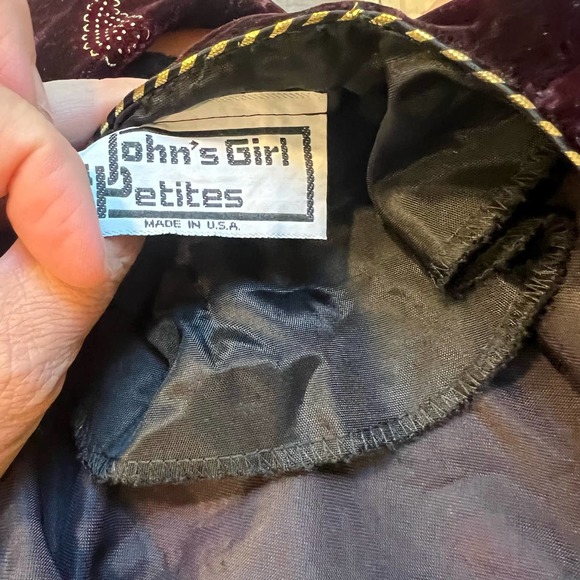 John's Girl
Petites
MADE IN U.S.A.